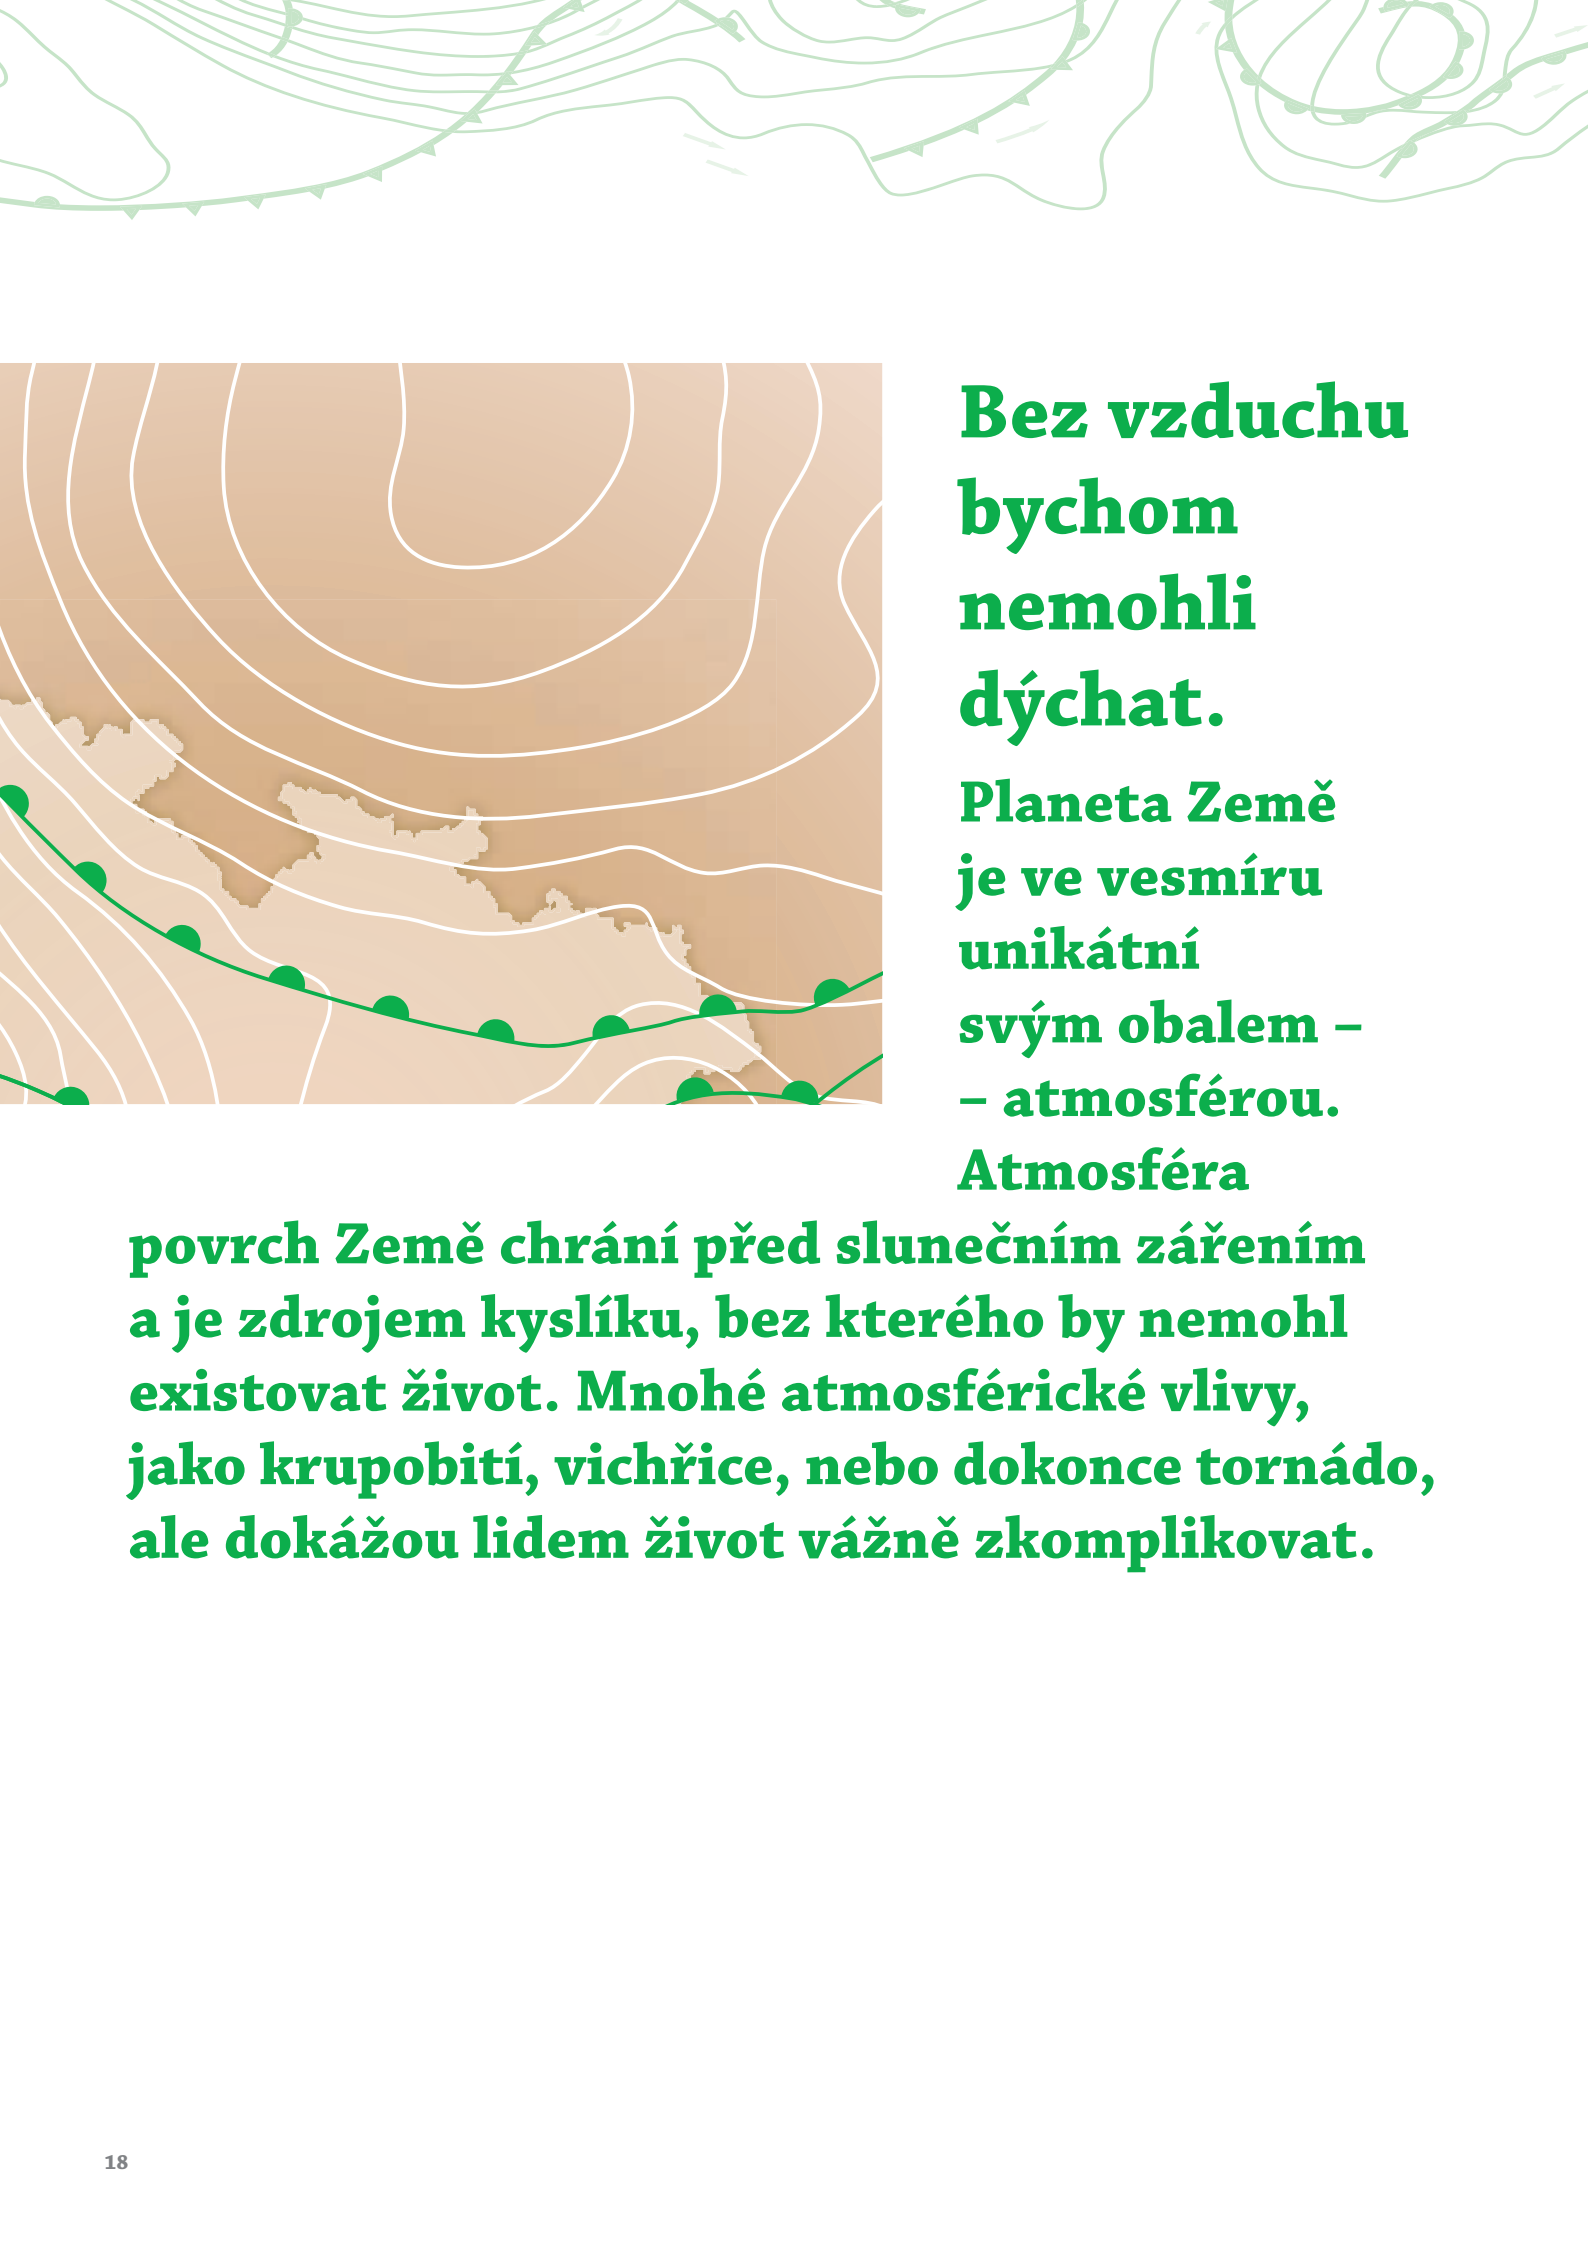 Bez vzduchu
bychom
nemohli
dýchat.
Planeta Země
je ve vesmíru
unikátní
svým obalem –
– atmosférou.
Atmosféra
povrch Země chrání před slunečním zářením
a je zdrojem kyslíku, bez kterého by nemohl
existovat život. Mnohé atmosférické vlivy,
jako krupobití, vichřice, nebo dokonce tornádo,
ale dokážou lidem život vážně zkomplikovat.
18